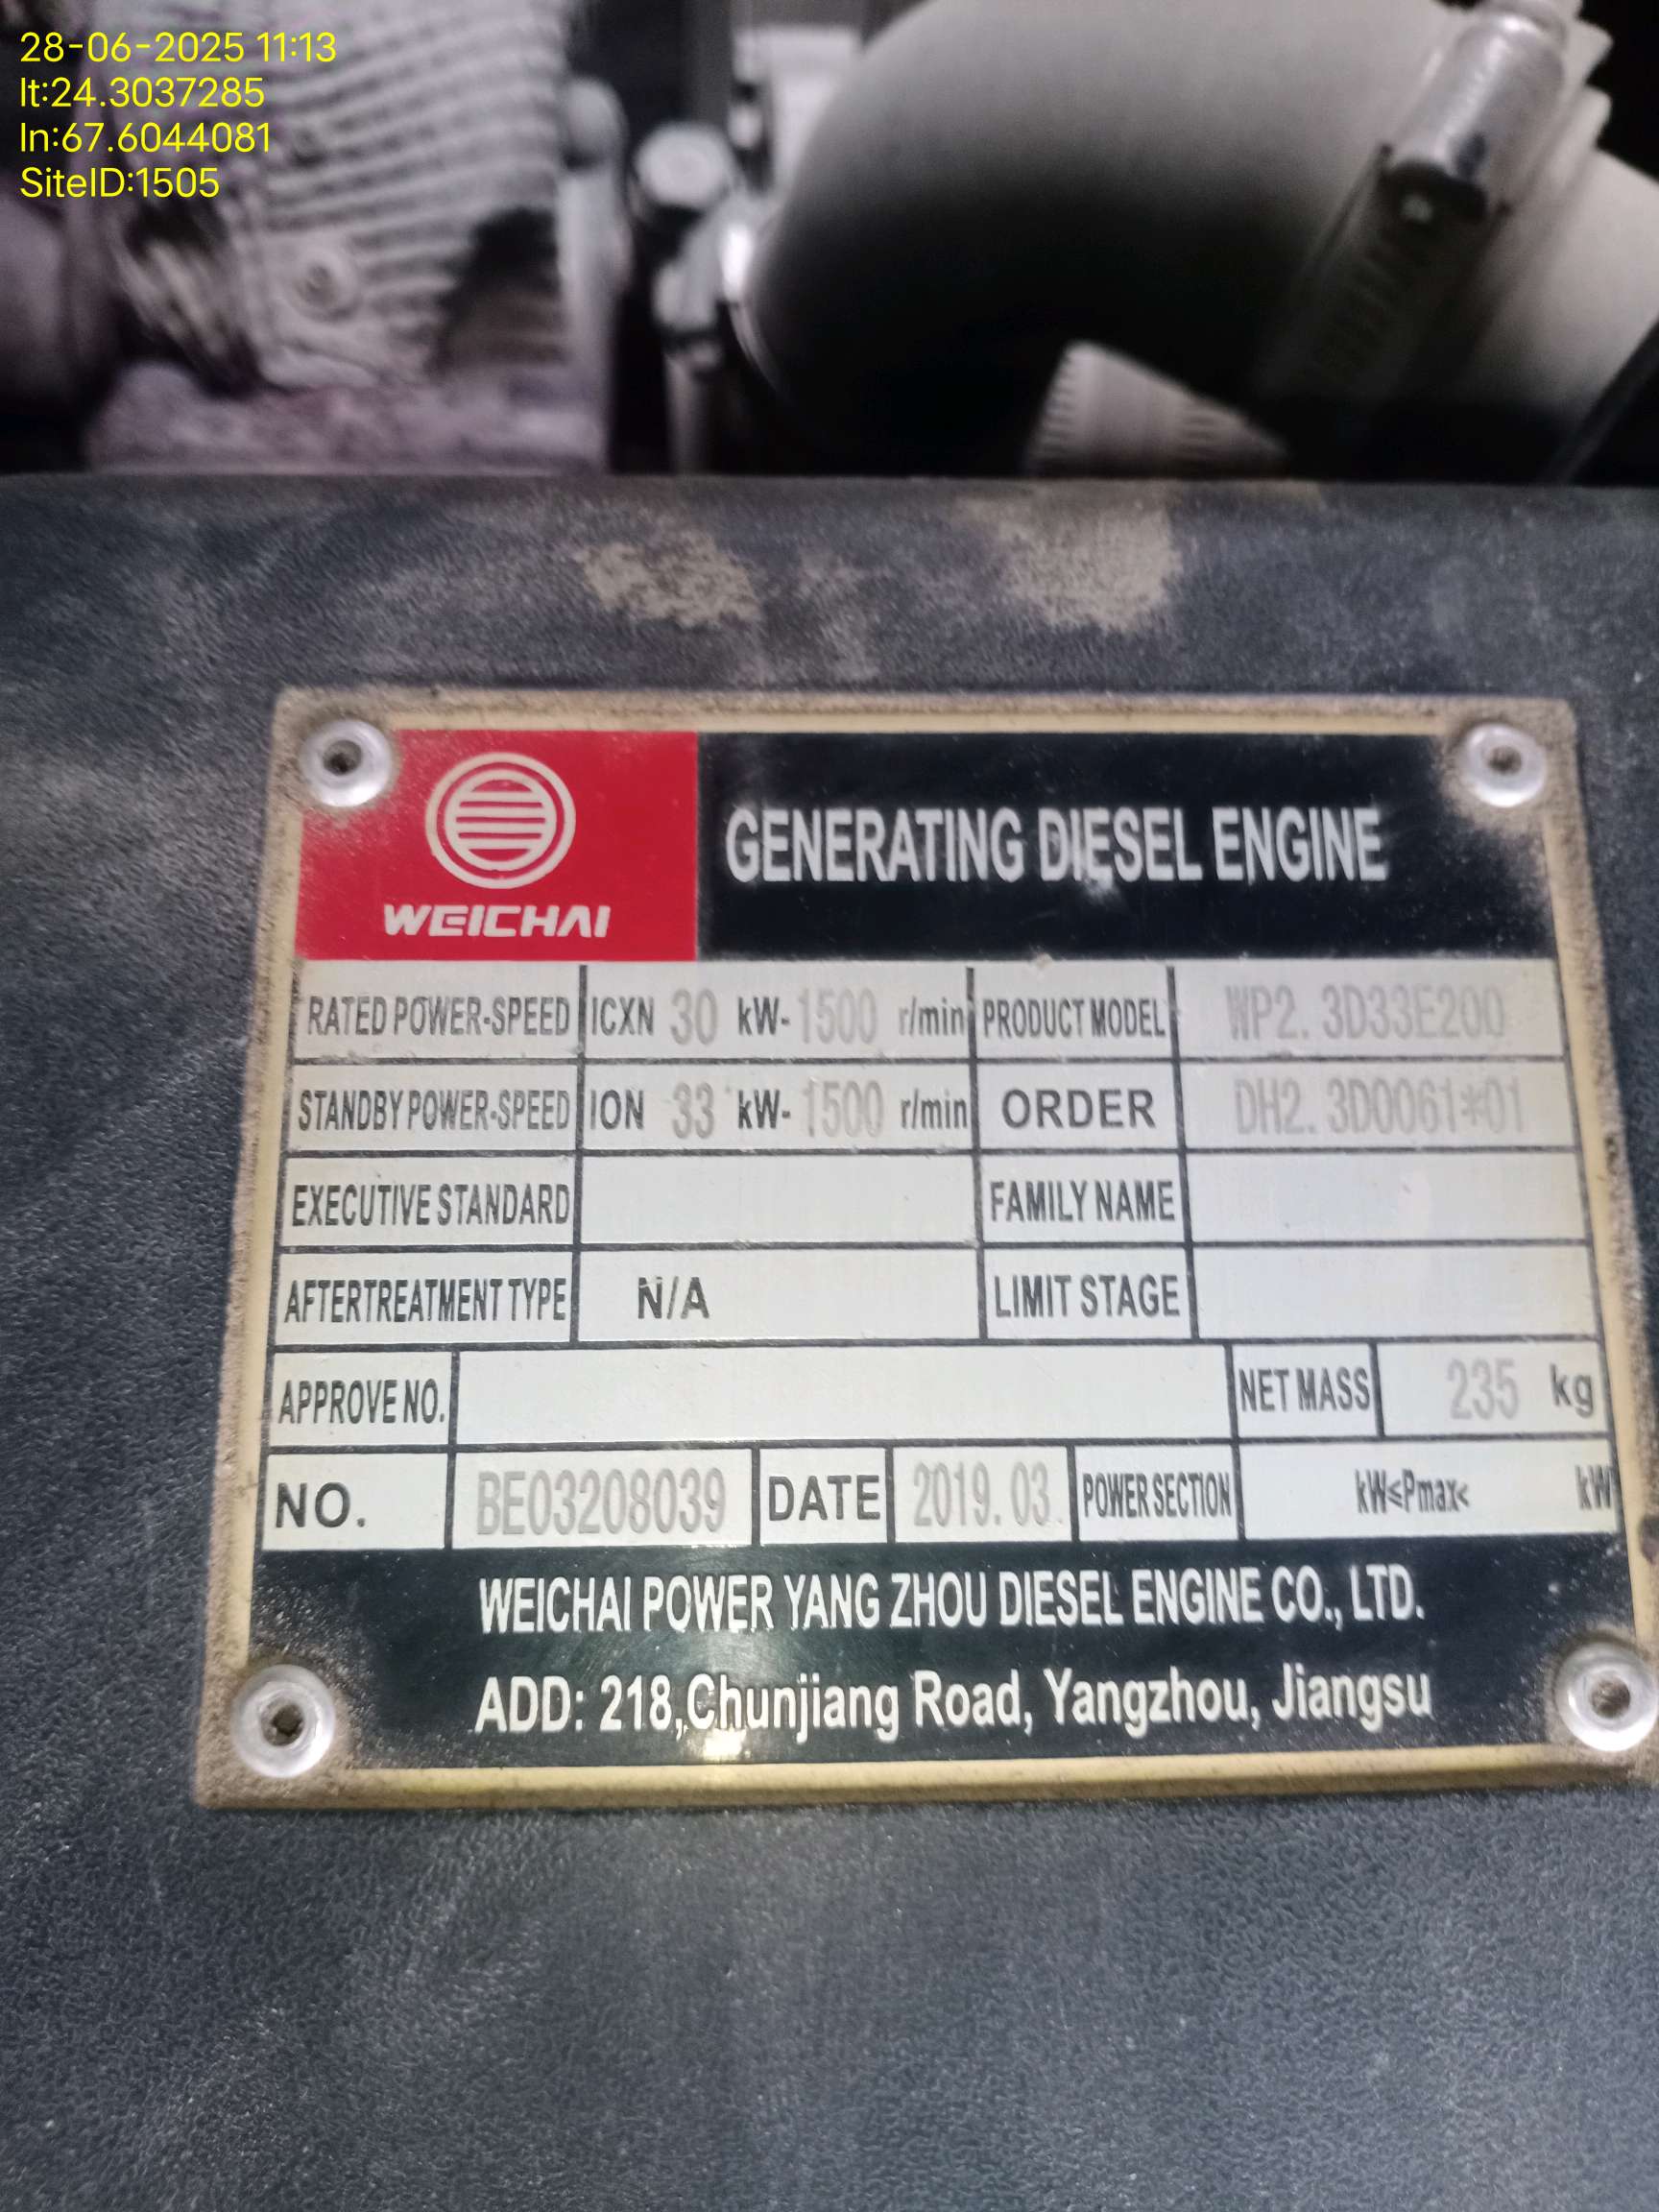 28-06-2025 11:13
lt:24.3037285
ln:67.6044081
SiteID:1505
WEICHAI
GENERATING DIESEL ENGINE
RATED POWER-SPEED ICXN 30 kW- 1500 r/min PRODUCT MODEL WP2.3D33E200
STANDBY POWER-SPEED ION 33 kW- 1500 r/min ORDER DH2.3D0061*01
EXECUTIVE STANDARD FAMILY NAME
AFTERTREATMENT TYPE N/A LIMIT STAGE
APPROVE NO. NET MASS 235 kg
NO. BE03208039 DATE 2019.03 POWER SECTION kW≤Pmax< kW
WEICHAI POWER YANG ZHOU DIESEL ENGINE CO., LTD.
ADD: 218,Chunjiang Road, Yangzhou, Jiangsu